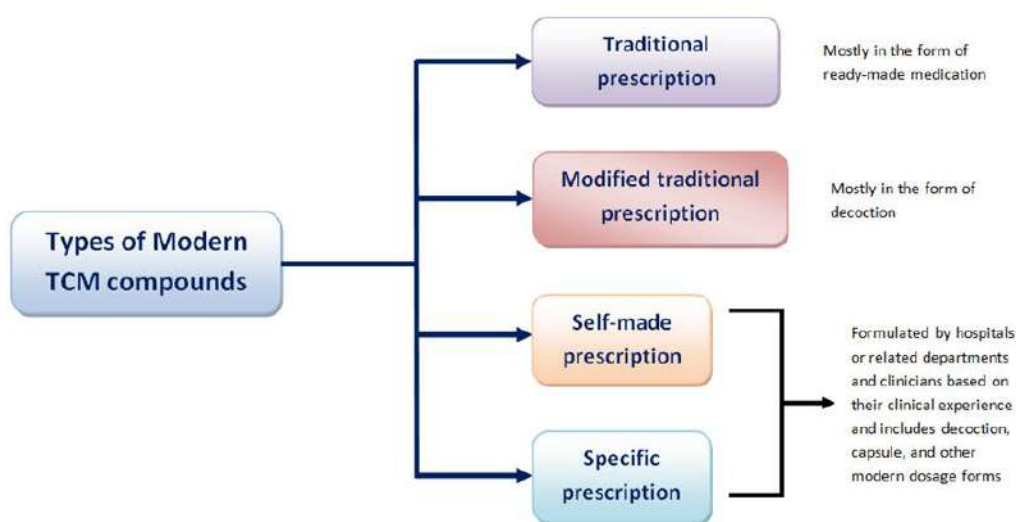 Types of Modern
TCM compounds
Traditional
prescription
Mostly in the form of
ready-made medication
Modified traditional
prescription
Mostly in the form of
decoction
Self-made
prescription
Specific
prescription
Formulated by hospitals
or related departments
and clinicians based on
their clinical experience
and includes decoction,
capsule, and other
modern dosage forms